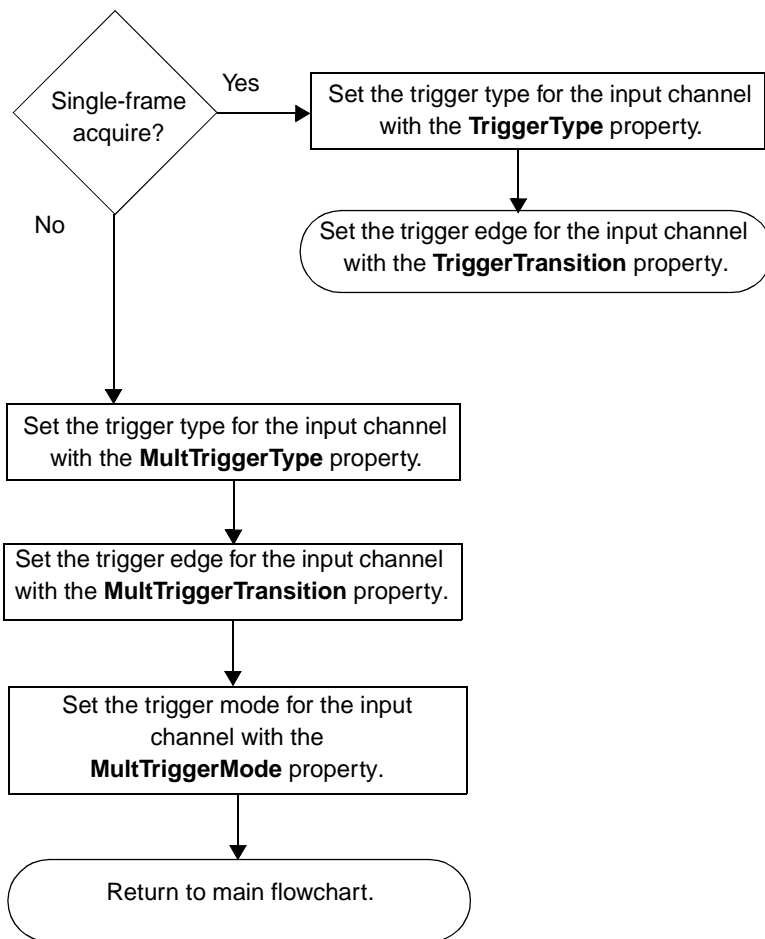 Single-frame
acquire?
Yes
Set the trigger type for the input channel
with the TriggerType property.
Set the trigger edge for the input channel
with the TriggerTransition property.
No
Set the trigger type for the input channel
with the MultTriggerType property.
Set the trigger edge for the input channel
with the MultTriggerTransition property.
Set the trigger mode for the input
channel with the
MultTriggerMode property.
Return to main flowchart.